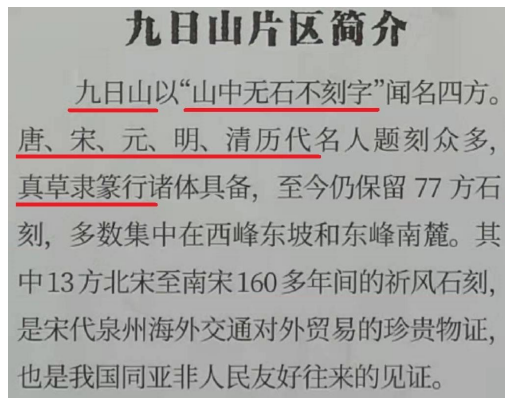 九日山片区简介
九日山以“山中无石不刻字”闻名四方。
唐、宋、元、明、清历代名人题刻众多,
真草隶篆行诸体具备，至今仍保留 77 方石
刻，多数集中在西峰东坡和东峰南麓。其
中13方北宋至南宋160多年间的祈风石刻,
是宋代泉州海外交通对外贸易的珍贵物证,
也是我国同亚非人民友好往来的见证。